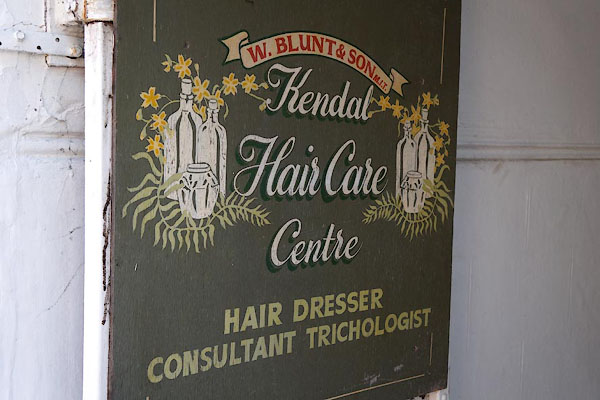 W. BLUNT & SON M.I.T.
Kendal
Hair Care
Centre
HAIR DRESSER
CONSULTANT TRICHOLOGIST